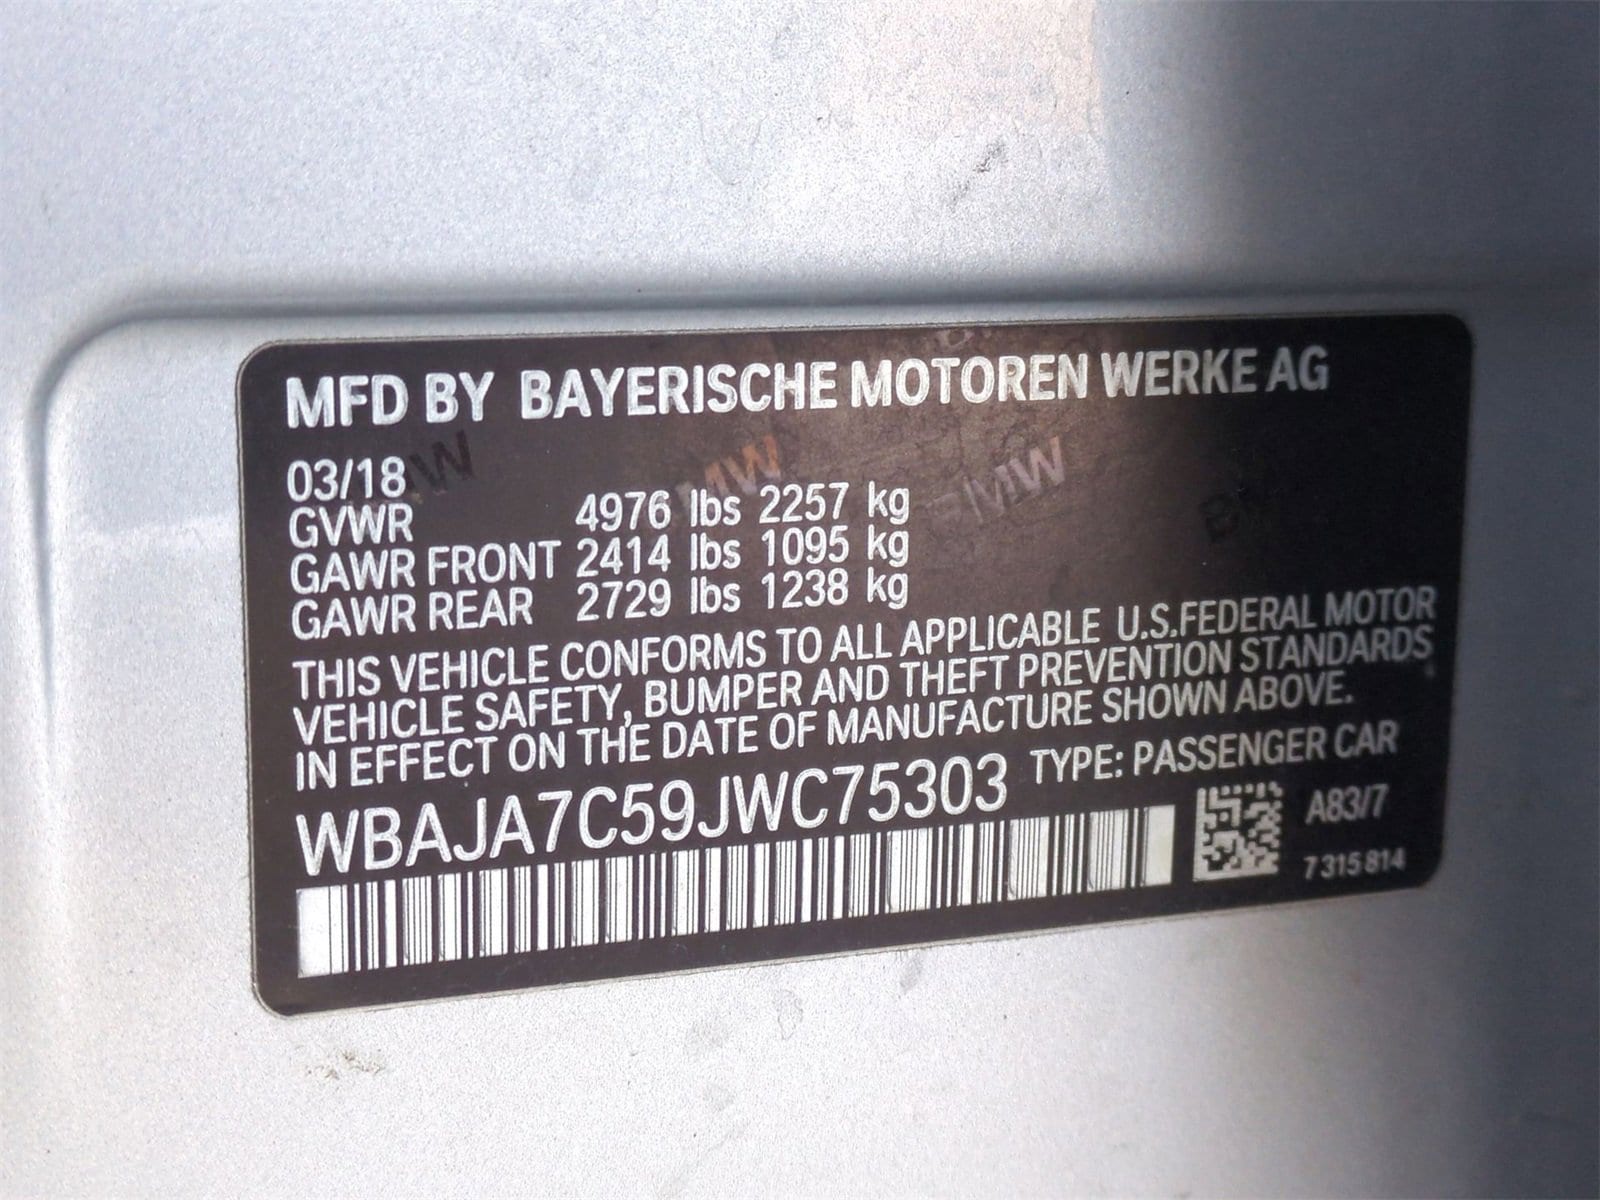 MFD BY BAYERISCHE MOTOREN WERKE AG
03/18
GVWR 4976 lbs 2257 kg
GAWR FRONT 2414 lbs 1095 kg
GAWR REAR 2729 lbs 1238 kg
THIS VEHICLE CONFORMS TO ALL APPLICABLE U.S.FEDERAL MOTOR
VEHICLE SAFETY, BUMPER AND THEFT PREVENTION STANDARDS
IN EFFECT ON THE DATE OF MANUFACTURE SHOWN ABOVE.
WBAJA7C59JWC75303 TYPE: PASSENGER CAR
A83/7
7 315 814